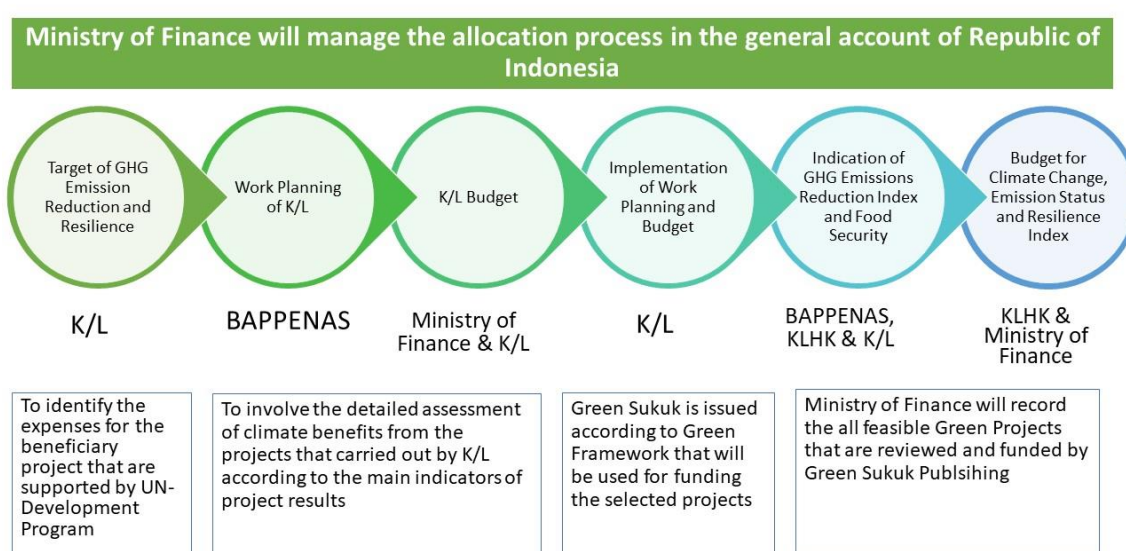 Ministry of Finance will manage the allocation process in the general account of Republic of
Indonesia
Target of GHG
Emission
Reduction and
Resilience
Work Planning
of K/L
K/L Budget
Implementation
of Work
Planning and
Budget
Indication of
GHG Emissions
Reduction Index
and Food
Security
Budget for
Climate Change,
Emission Status
and Resilience
Index
K/L
BAPPENAS
Ministry of
Finance & K/L
K/L
BAPPENAS,
KLHK & K/L
KLHK &
Ministry of
Finance
To identify the
expenses for the
beneficiary
project that are
supported by UN-
Development
Program
To involve the detailed assessment
of climate benefits from the
projects that carried out by K/L
according to the main indicators of
project results
Green Sukuk is issued
according to Green
Framework that will
be used for funding
the selected projects
Ministry of Finance will record
the all feasible Green Projects
that are reviewed and funded by
Green Sukuk Publsihing